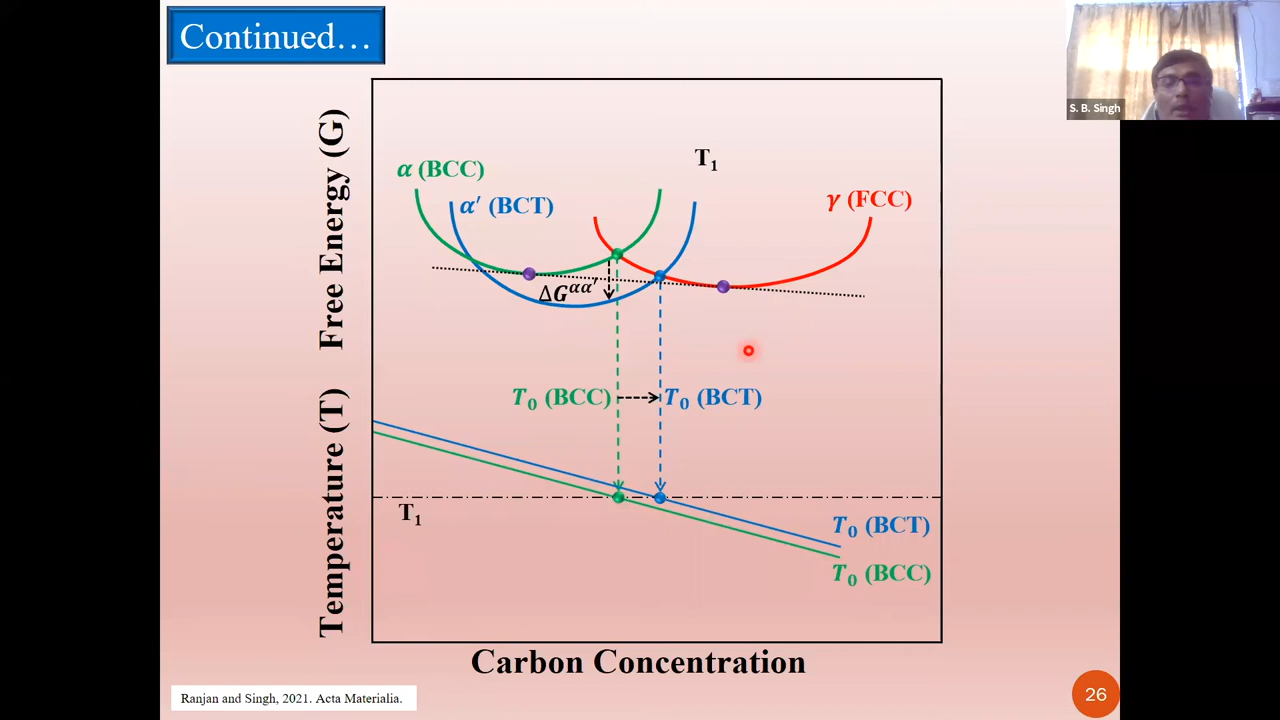 Continued…
S. B. Singh
Free Energy (G)
Temperature (T)
T₁
α (BCC)
α′ (BCT)
γ (FCC)
ΔG^αα′
T₀ (BCC)
T₀ (BCT)
T₁
T₀ (BCT)
T₀ (BCC)
Carbon Concentration
Ranjan and Singh, 2021. Acta Materialia.
26